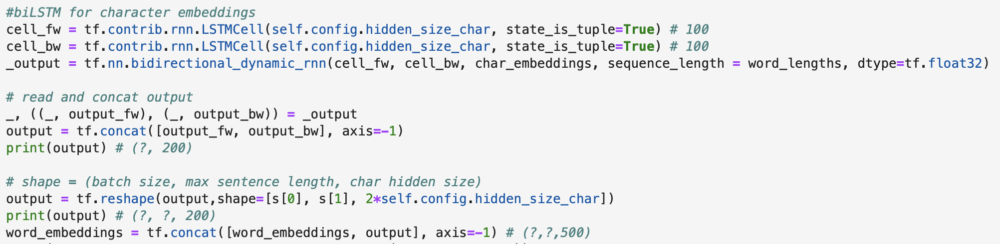 #biLSTM for character embeddings
cell_fw = tf.contrib.rnn.LSTMCell(self.config.hidden_size_char, state_is_tuple=True) # 100
cell_bw = tf.contrib.rnn.LSTMCell(self.config.hidden_size_char, state_is_tuple=True) # 100
_output = tf.nn.bidirectional_dynamic_rnn(cell_fw, cell_bw, char_embeddings, sequence_length = word_lengths, dtype=tf.float32)
# read and concat output
_, ((_, output_fw), (_, output_bw)) = _output
output = tf.concat([output_fw, output_bw], axis=-1)
print(output) # (?, 200)
# shape = (batch size, max sentence length, char hidden size)
output = tf.reshape(output,shape=[s[0], s[1], 2*self.config.hidden_size_char])
print(output) # (?, ?, 200)
word_embeddings = tf.concat([word_embeddings, output], axis=-1) # (?,?,500)